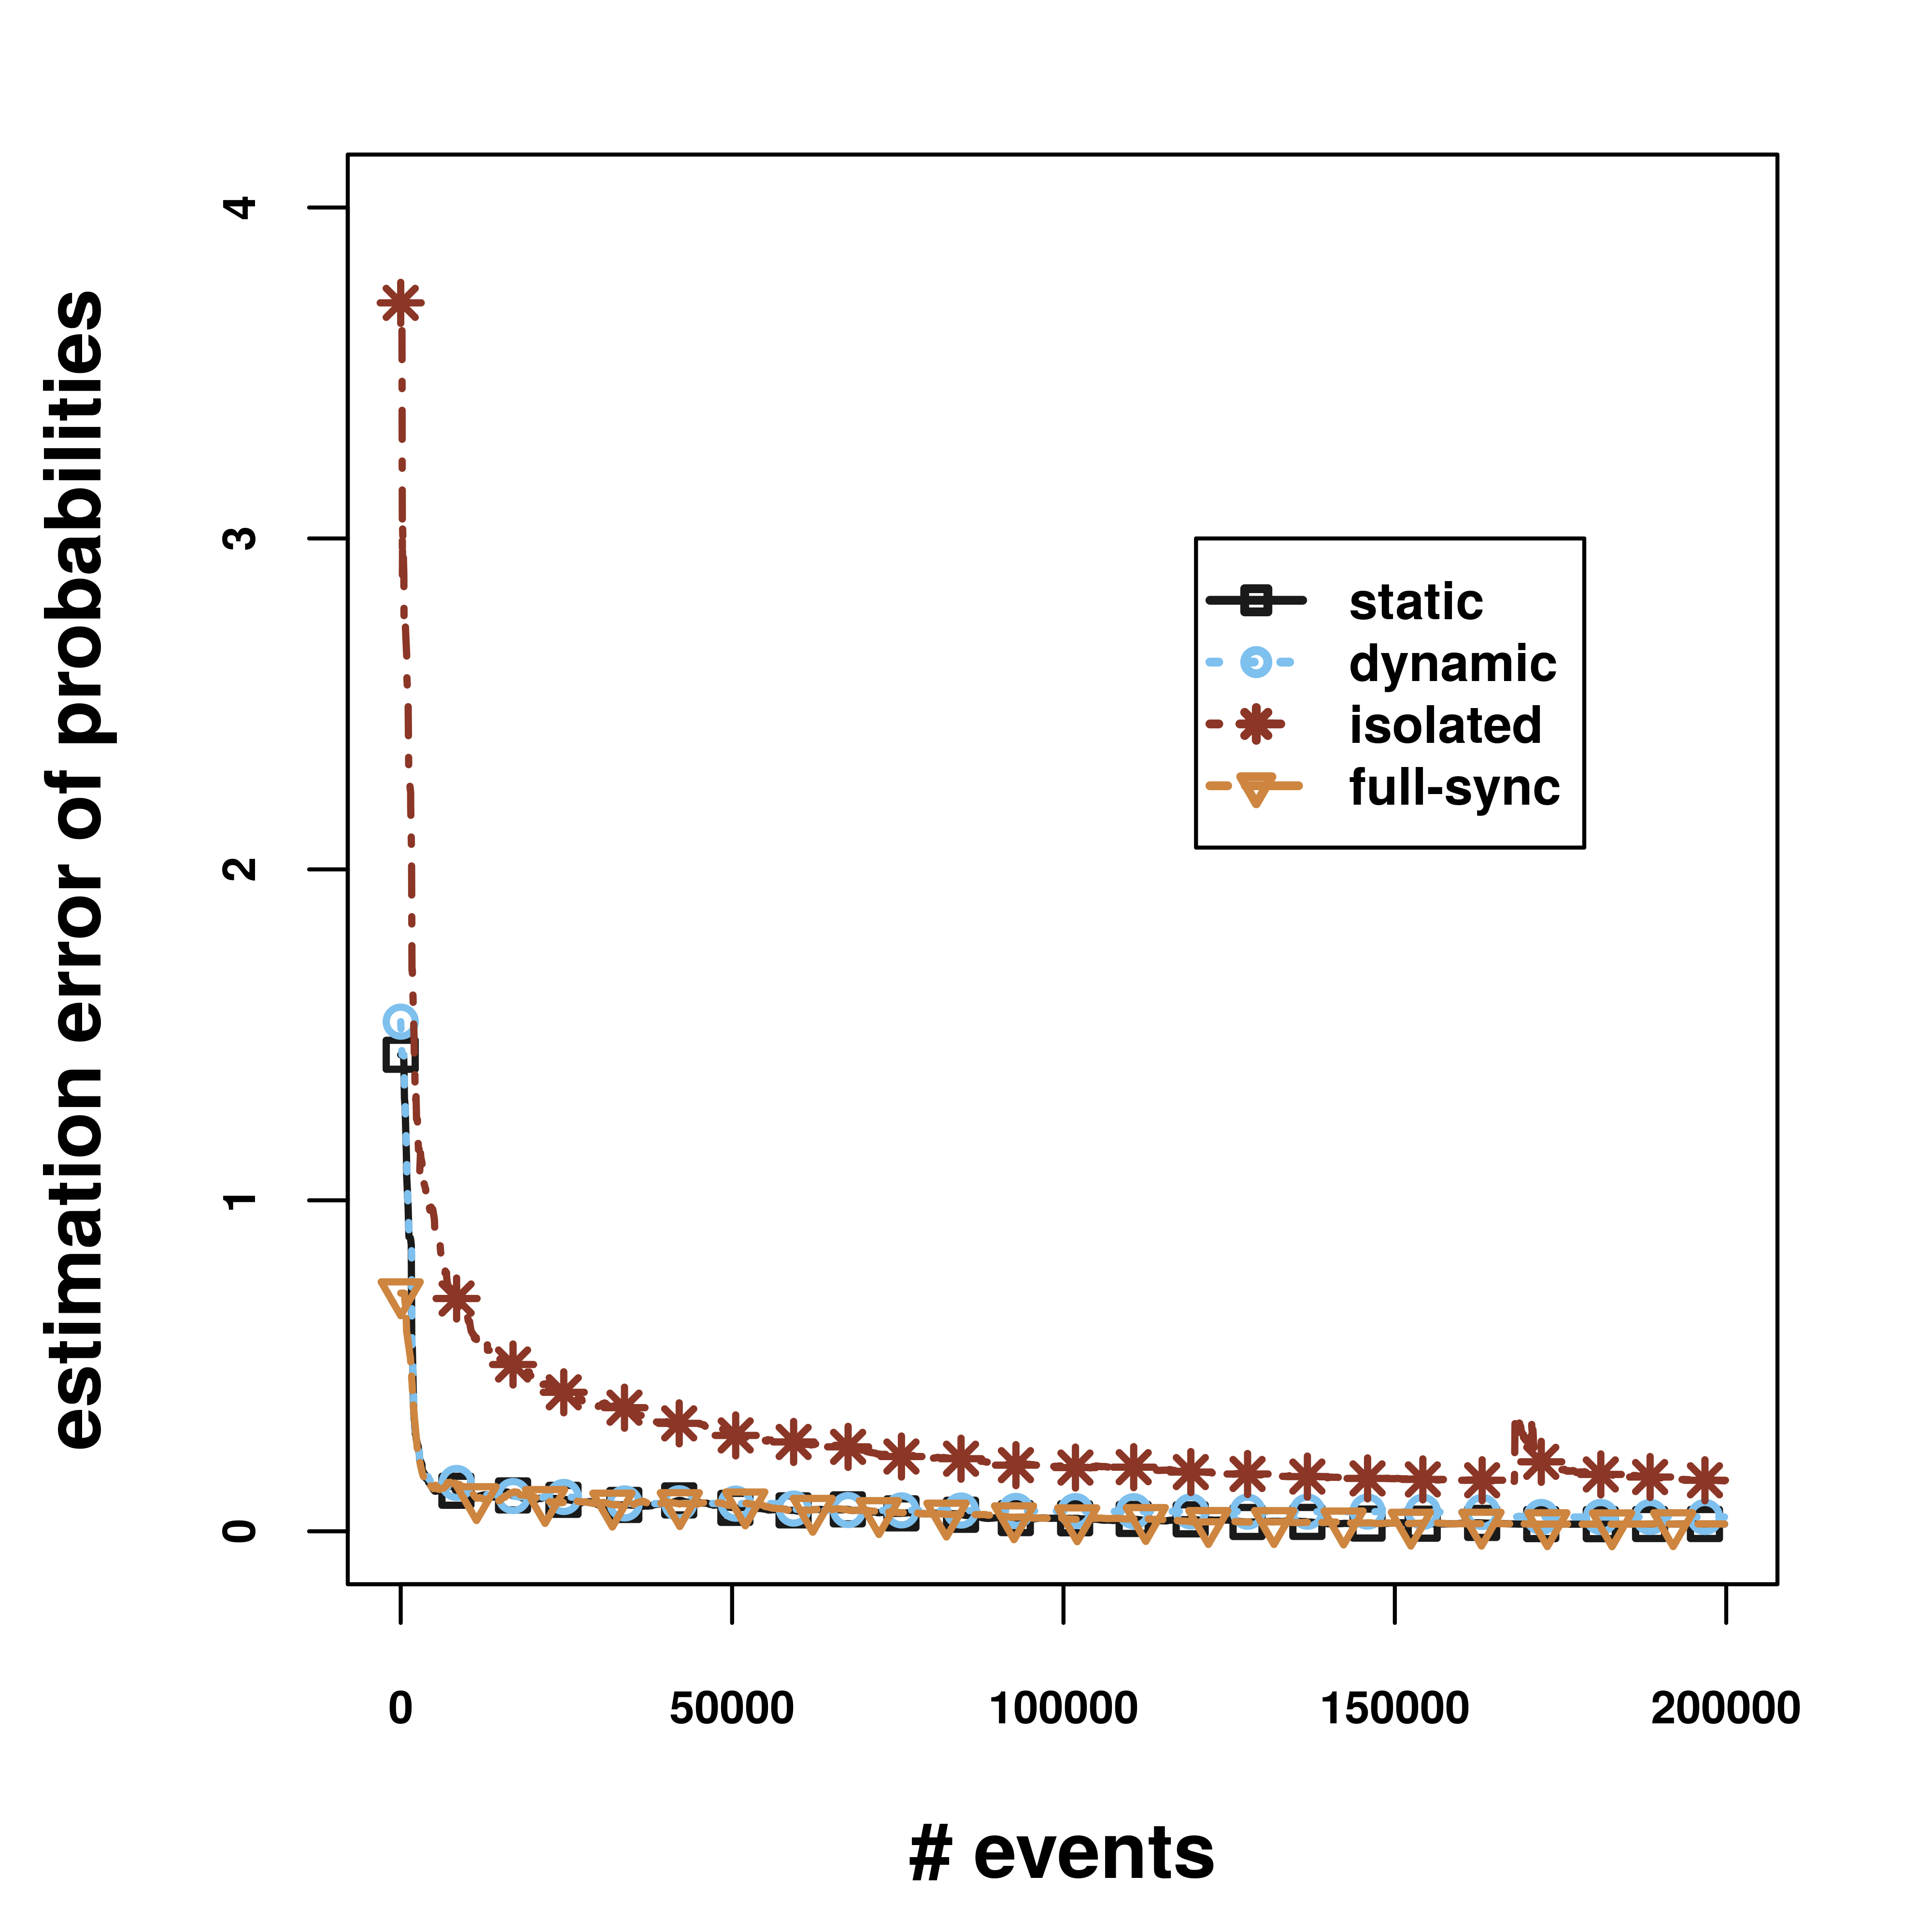 estimation error of probabilities
4
3
2
1
0
static
dynamic
isolated
full-sync
0 50000 100000 150000 200000
# events